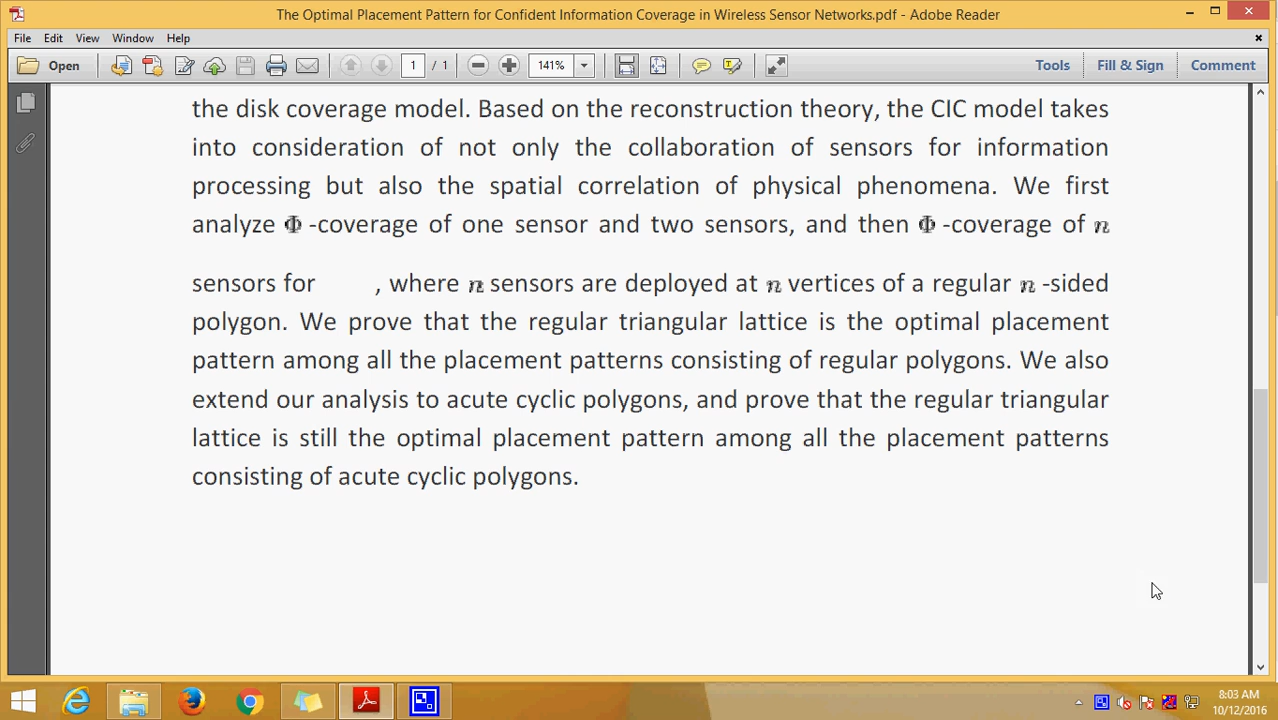 The Optimal Placement Pattern for Confident Information Coverage in Wireless Sensor Networks.pdf - Adobe Reader
File Edit View Window Help
Open 1 / 1 141% Tools Fill & Sign Comment
the disk coverage model. Based on the reconstruction theory, the CIC model takes
into consideration of not only the collaboration of sensors for information
processing but also the spatial correlation of physical phenomena. We first
analyze Φ -coverage of one sensor and two sensors, and then Φ -coverage of n
sensors for , where n sensors are deployed at n vertices of a regular n -sided
polygon. We prove that the regular triangular lattice is the optimal placement
pattern among all the placement patterns consisting of regular polygons. We also
extend our analysis to acute cyclic polygons, and prove that the regular triangular
lattice is still the optimal placement pattern among all the placement patterns
consisting of acute cyclic polygons.
8:03 AM
10/12/2016